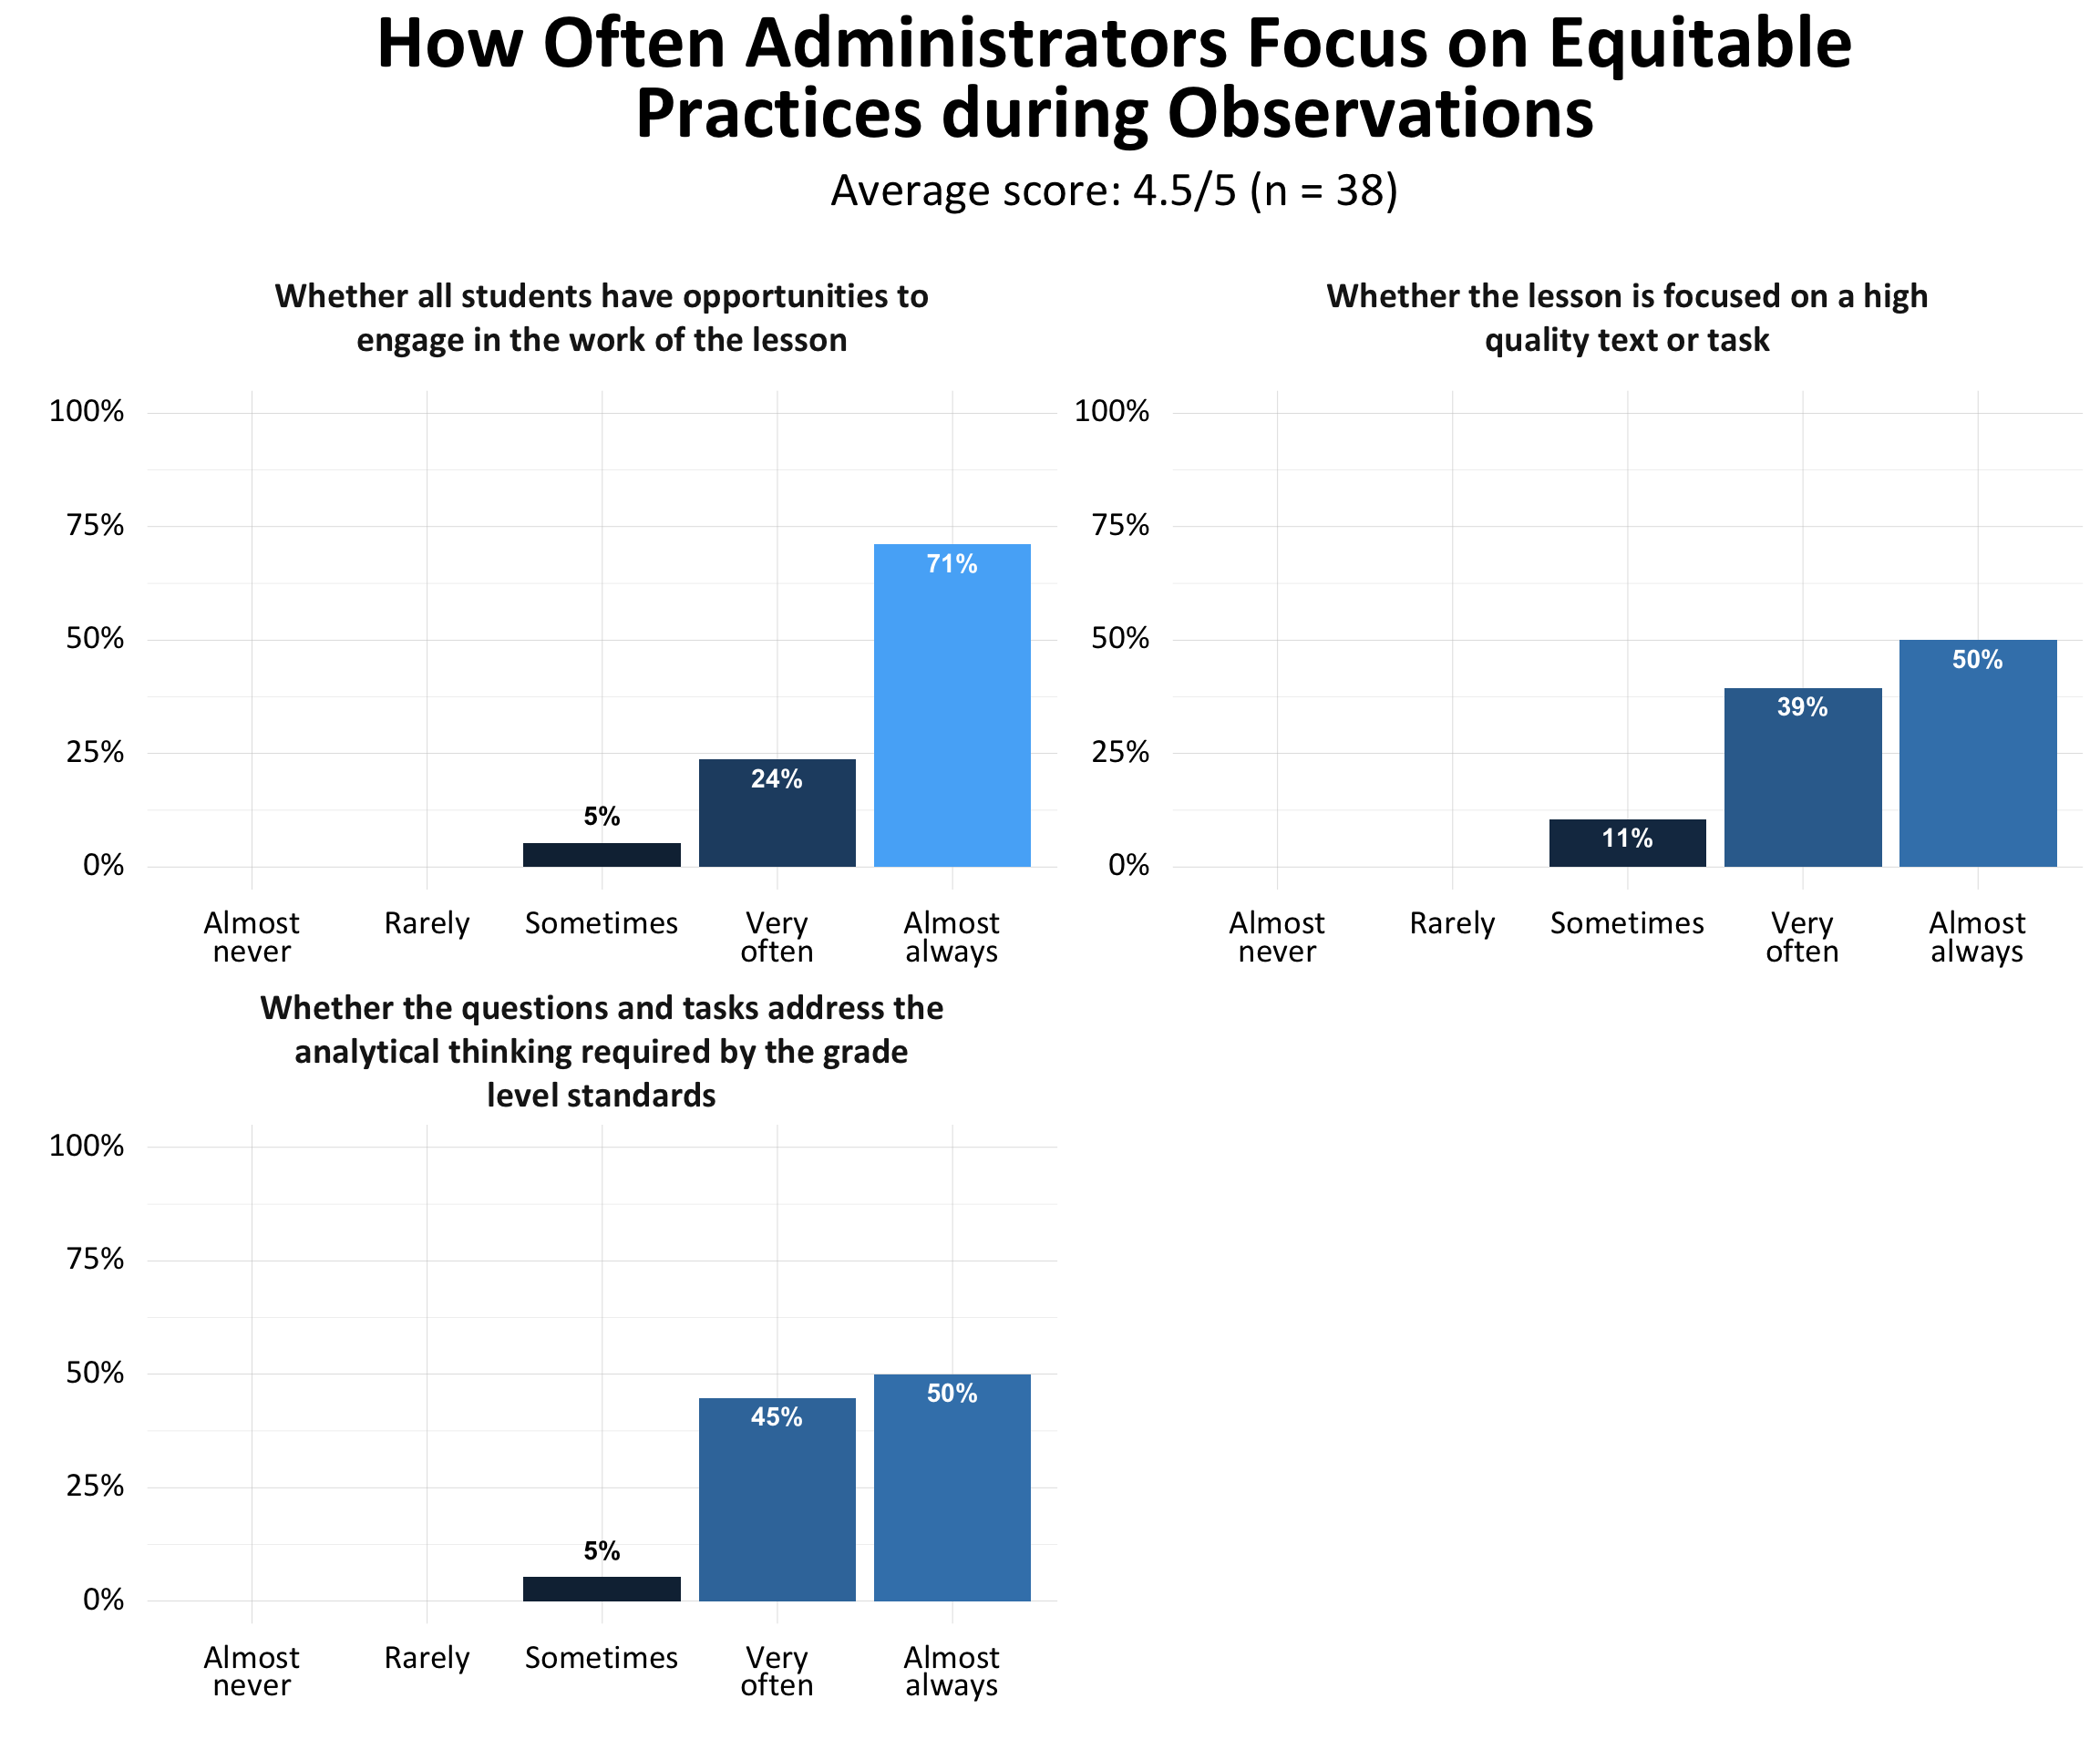 How Often Administrators Focus on Equitable
Practices during Observations
Average score: 4.5/5 (n = 38)
Whether all students have opportunities to
engage in the work of the lesson
100%
75%
71%
50%
25%
24%
5%
0%
Almost
never
Rarely
Sometimes
Very
often
Almost
always
Whether the lesson is focused on a high
quality text or task
100%
75%
50%
50%
39%
25%
11%
0%
Almost
never
Rarely
Sometimes
Very
often
Almost
always
Whether the questions and tasks address the
analytical thinking required by the grade
level standards
100%
75%
50%
50%
45%
25%
5%
0%
Almost
never
Rarely
Sometimes
Very
often
Almost
always